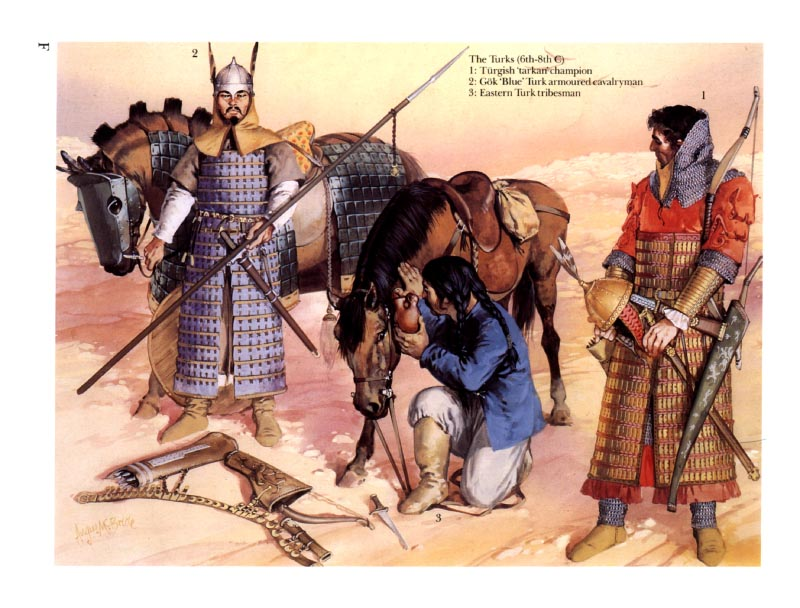 F
2
The Turks (6th-8th C)
1: Türgish 'tarkan' champion
2: Gök 'Blue' Turk armoured cavalryman
3: Eastern Turk tribesman
1
3
Angus McBride